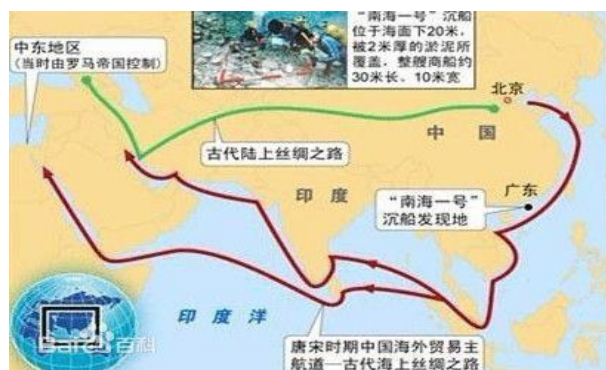 “南海一号”沉船
位于海面下20米，
被2米厚的淤泥所
覆盖，整艘商船约
30米长、10米宽
中东地区
(当时由罗马帝国控制)
北京
中国
古代陆上丝绸之路
印度
广东
“南海一号”
沉船发现地
印度洋
唐宋时期中国海外贸易主
航道—古代海上丝绸之路
Baidu百科